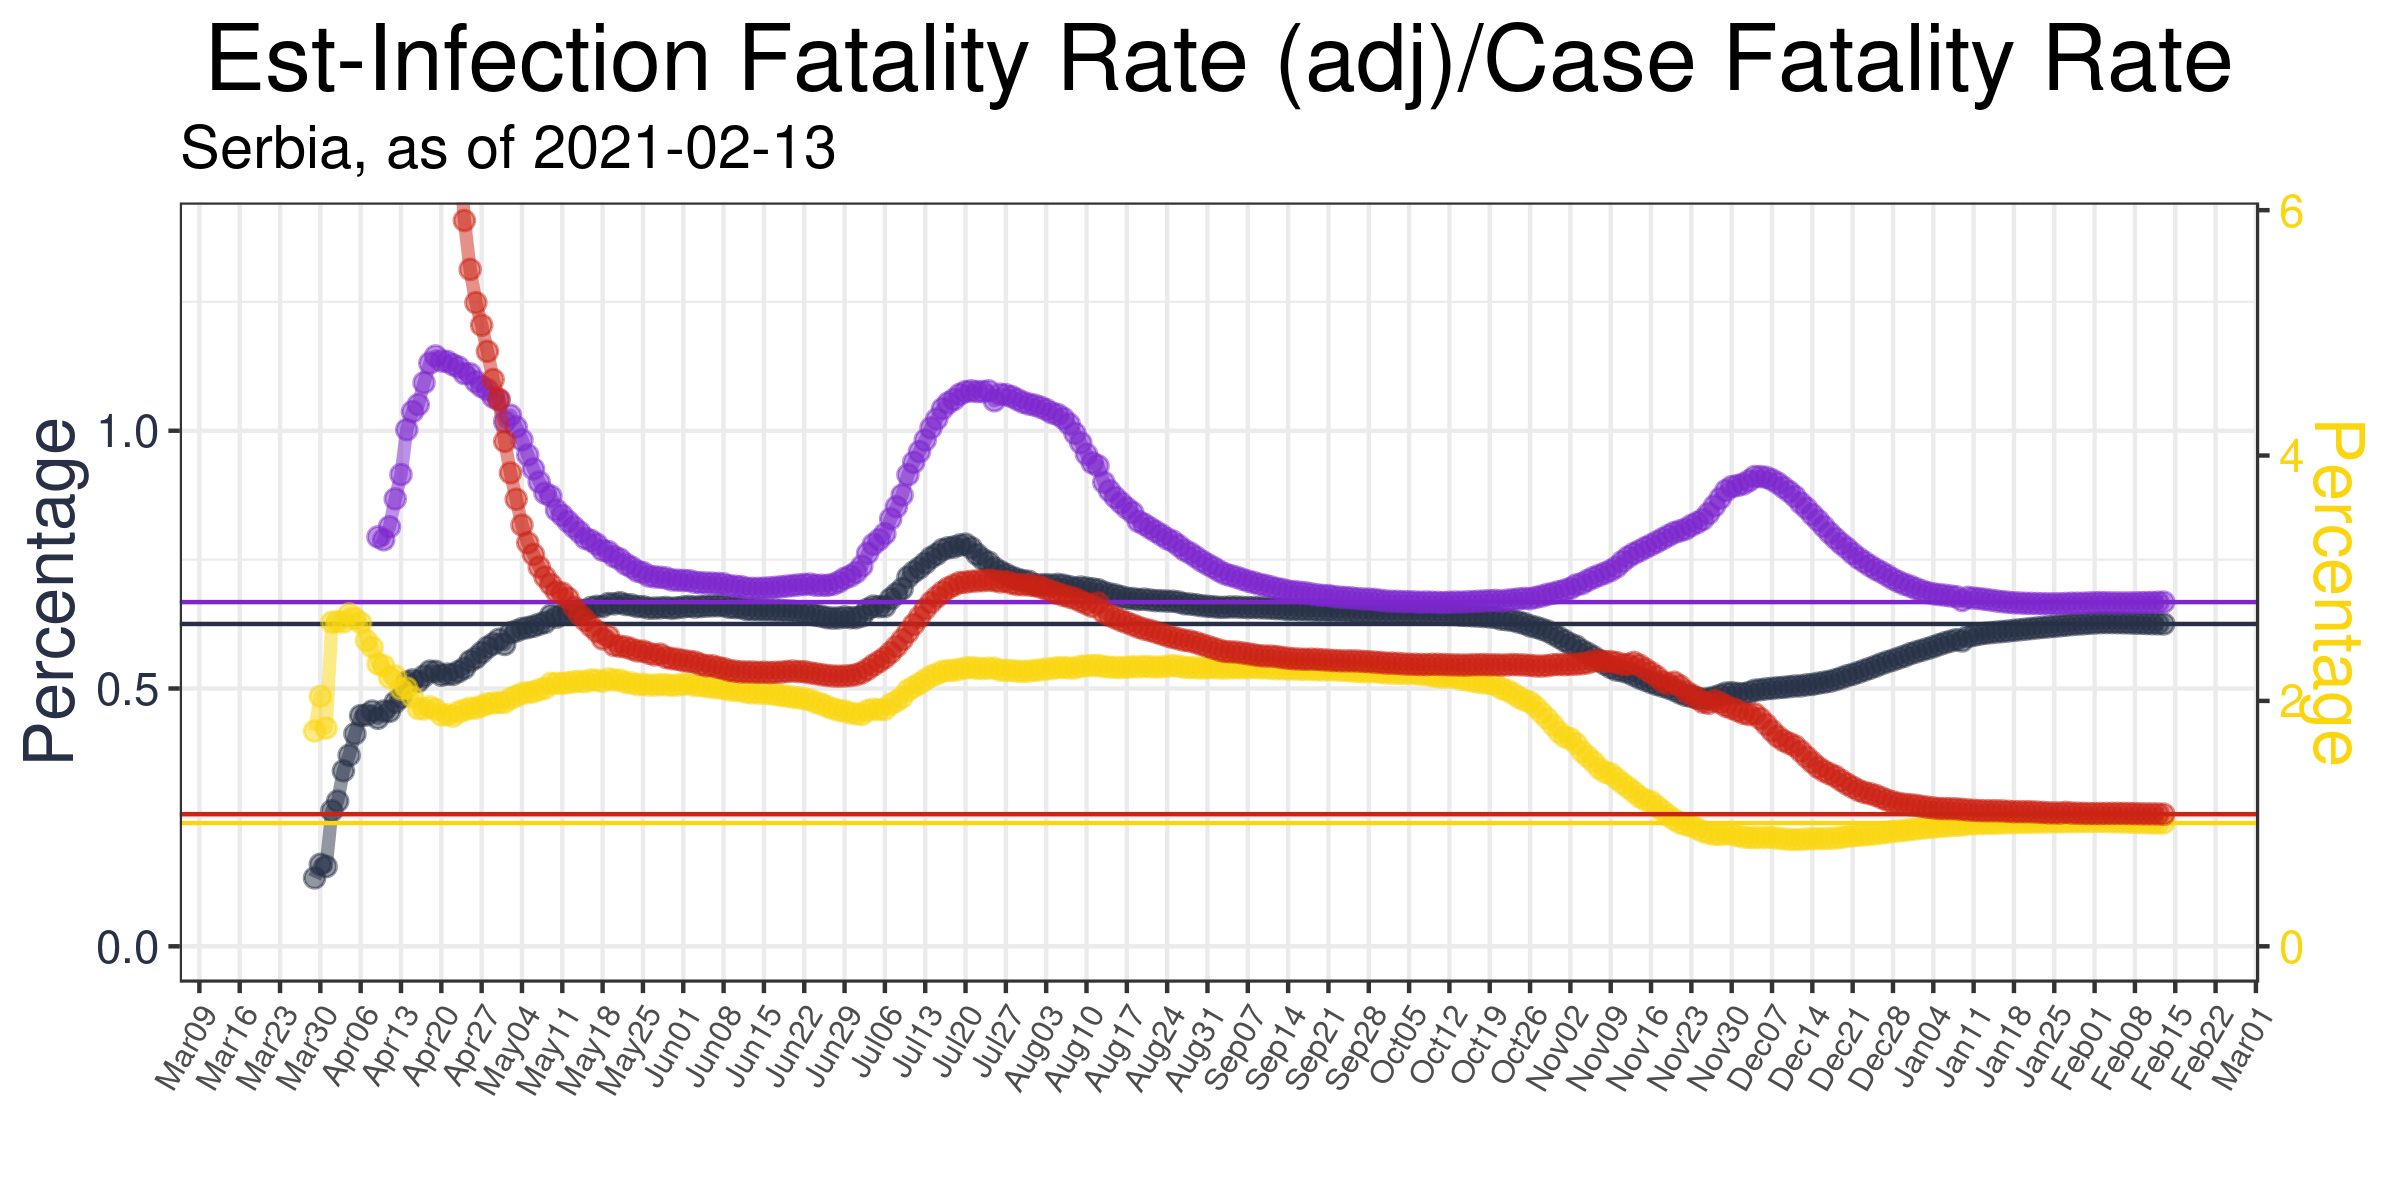 Est-Infection Fatality Rate (adj)/Case Fatality Rate
Serbia, as of 2021-02-13
Percentage
1.0
0.5
0.0
6
4
2
0
Percentage
Mar09
Mar16
Mar23
Mar30
Apr06
Apr13
Apr20
Apr27
May04
May11
May18
May25
Jun01
Jun08
Jun15
Jun22
Jun29
Jul06
Jul13
Jul20
Jul27
Aug03
Aug10
Aug17
Aug24
Aug31
Sep07
Sep14
Sep21
Sep28
Oct05
Oct12
Oct19
Oct26
Nov02
Nov09
Nov16
Nov23
Nov30
Dec07
Dec14
Dec21
Dec28
Jan04
Jan11
Jan18
Jan25
Feb01
Feb08
Feb15
Feb22
Mar01